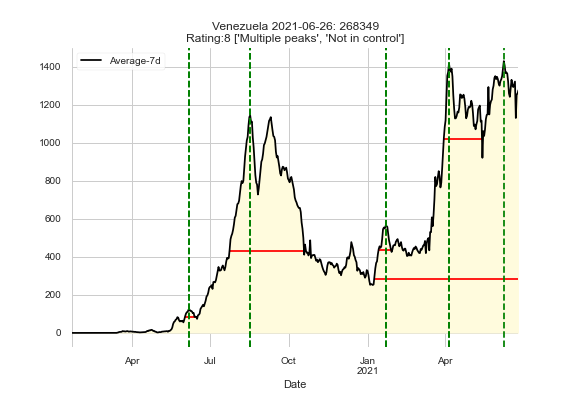 Venezuela 2021-06-26: 268349
Rating:8 ['Multiple peaks', 'Not in control']
Average-7d
1400
1200
1000
800
600
400
200
0
Apr
Jul
Oct
Jan
2021
Apr
Date